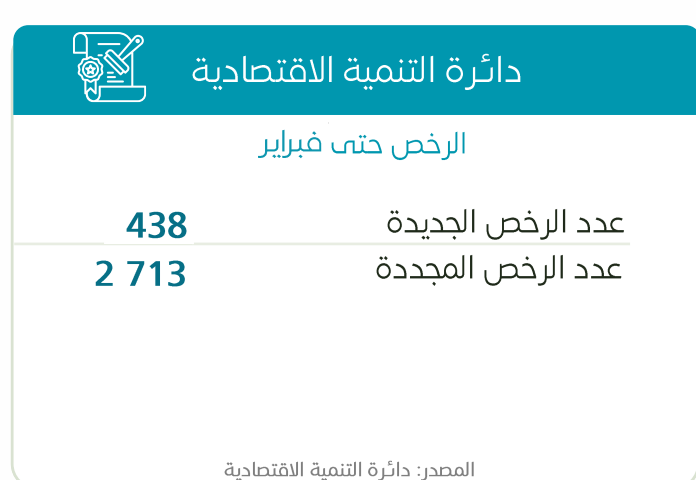 دائرة التنمية الاقتصادية
الرخص حتى فبراير
عدد الرخص الجديدة 438
عدد الرخص المجددة 2 713
المصدر: دائرة التنمية الاقتصادية